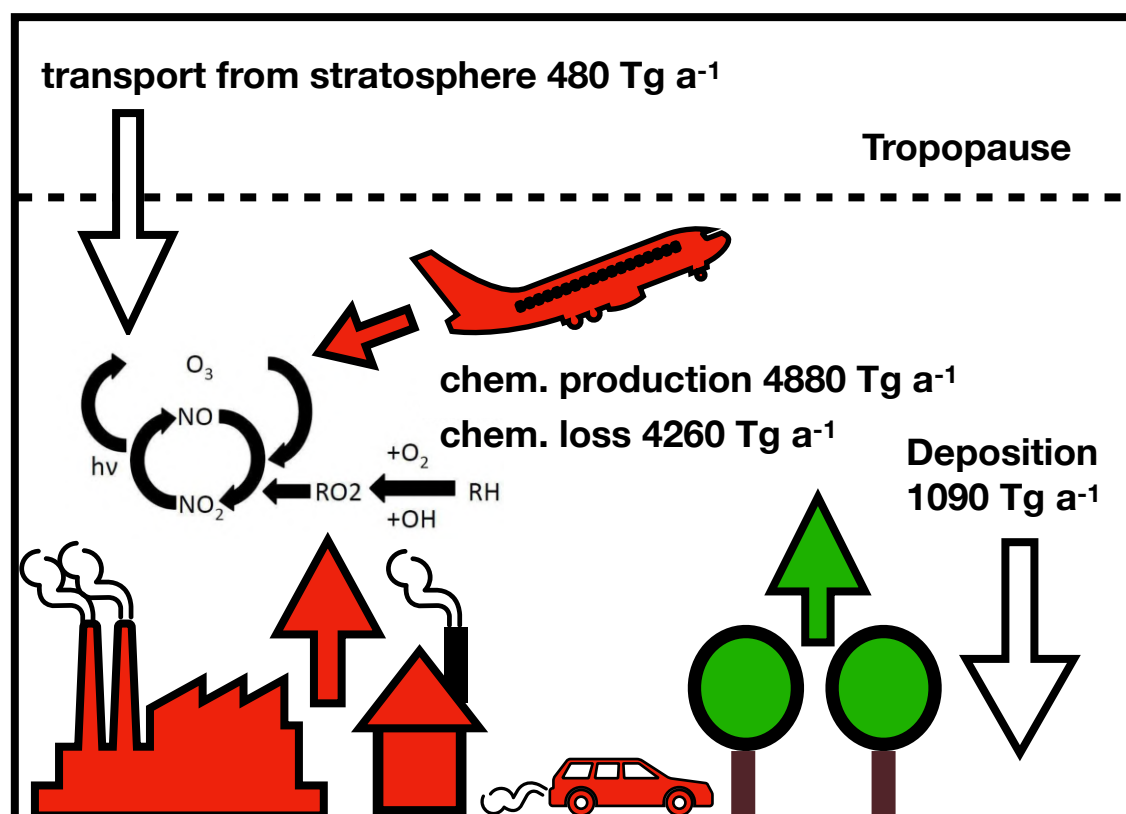 transport from stratosphere 480 Tg a⁻¹
Tropopause
O₃
chem. production 4880 Tg a⁻¹
NO
chem. loss 4260 Tg a⁻¹
hν
+O₂
Deposition
NO₂
RO2
RH
1090 Tg a⁻¹
+OH